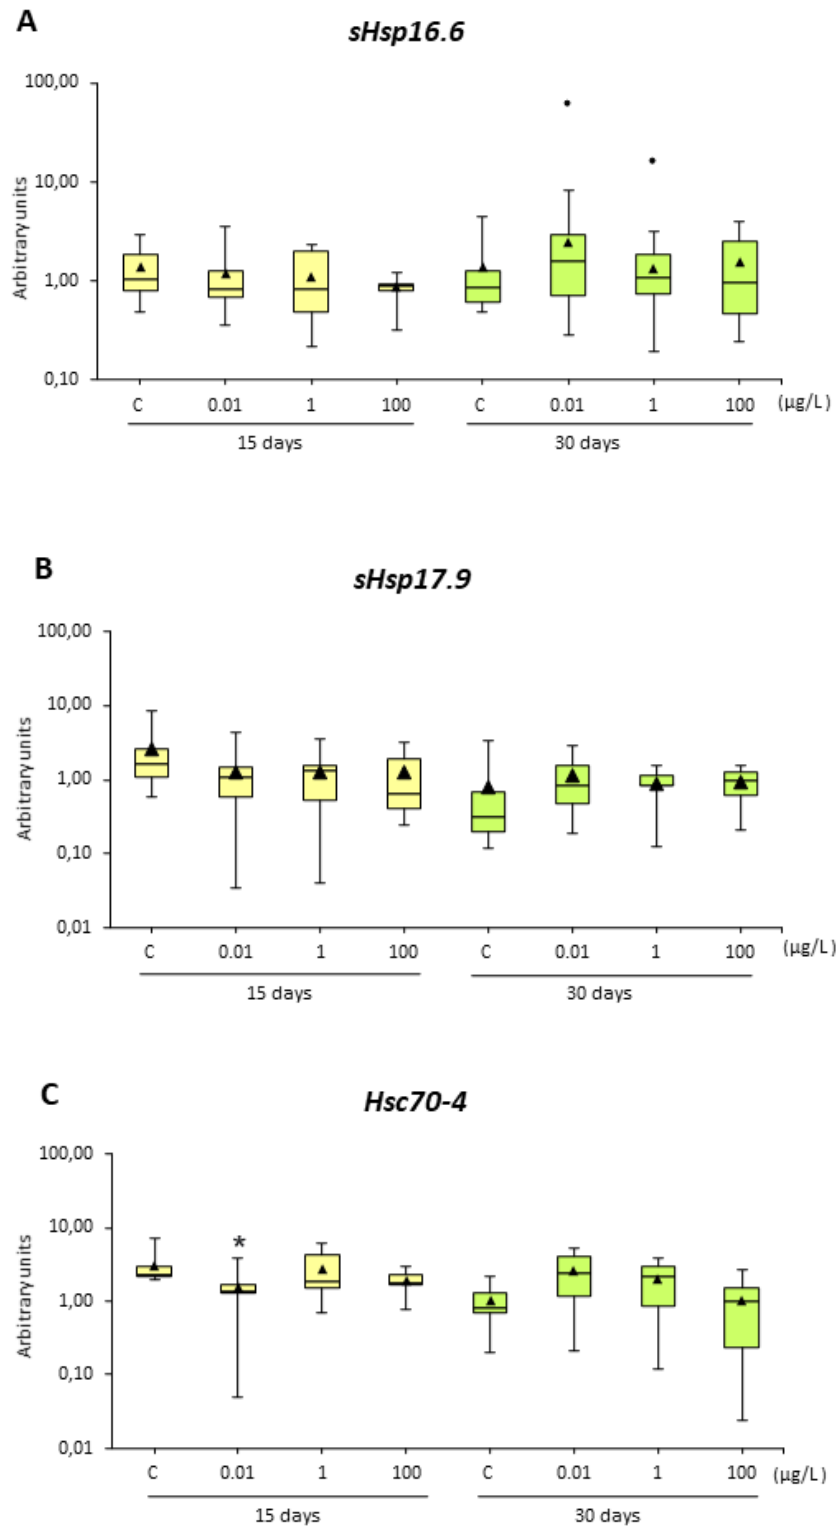 A
sHsp16.6
100,00
10,00
1,00
0,10
Arbitrary units
C 0.01 1 100 C 0.01 1 100 (µg/L)
15 days 30 days
B
sHsp17.9
100,00
10,00
1,00
0,10
0,01
Arbitrary units
C 0.01 1 100 C 0.01 1 100 (µg/L)
15 days 30 days
C
Hsc70-4
100,00
10,00
1,00
0,10
0,01
Arbitrary units
*
C 0.01 1 100 C 0.01 1 100 (µg/L)
15 days 30 days